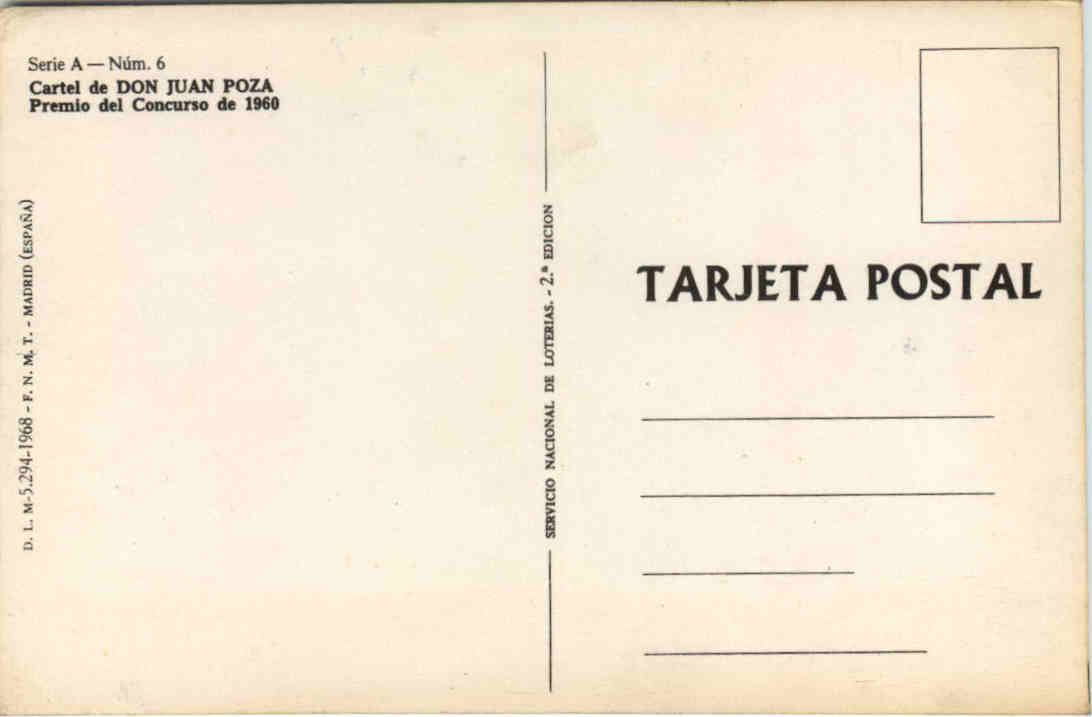 Serie A — Núm. 6
Cartel de DON JUAN POZA
Premio del Concurso de 1960
D. L. M-5.294-1968 - F. N. M. T. - MADRID (ESPAÑA)
SERVICIO NACIONAL DE LOTERIAS. - 2.ª EDICION
TARJETA POSTAL